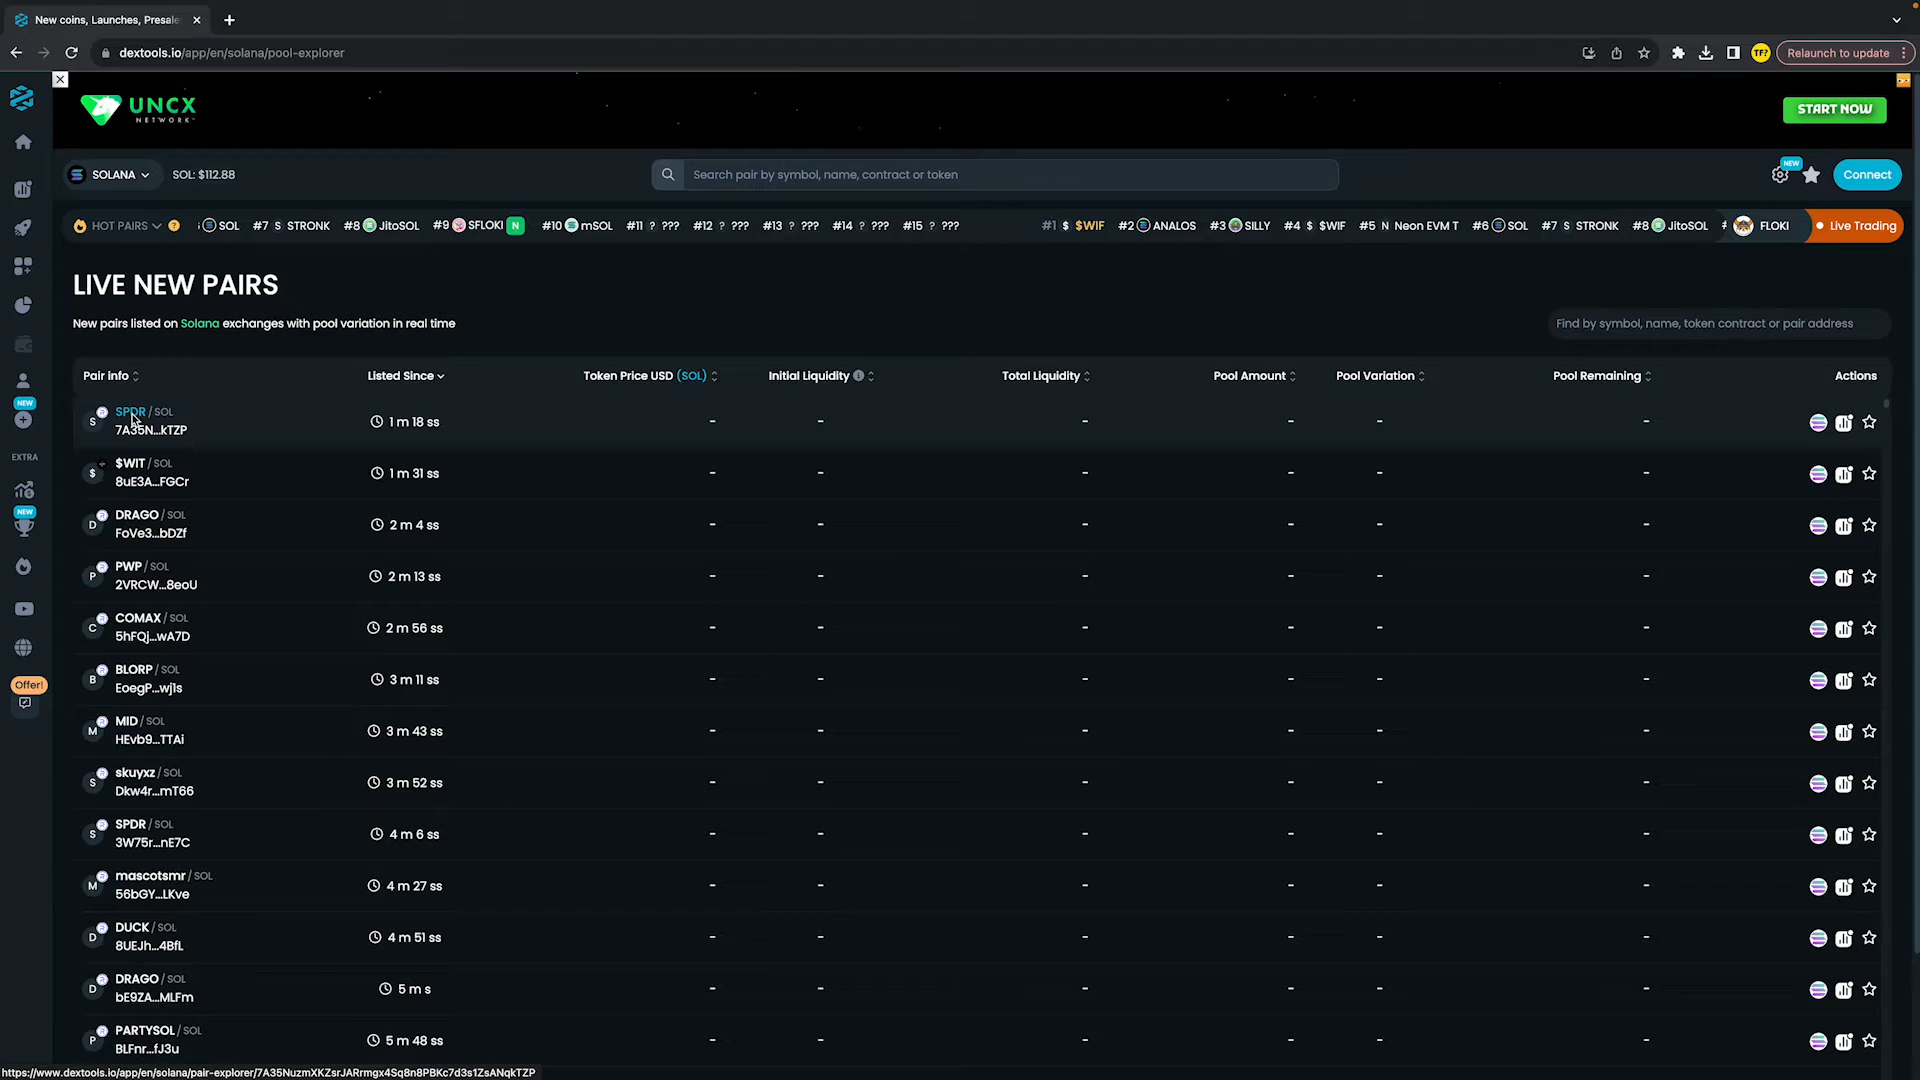 New coins, Launches, Presale
dextools.io/app/en/solana/pool-explorer
TF?
Relaunch to update
UNCX
NETWORK
START NOW
SOLANA
SOL: $112.88
Search pair by symbol, name, contract or token
NEW
Connect
HOT PAIRS ? SOL #7 S STRONK #8 JitoSOL #9 SFLOKI N #10 mSOL #11 ? ??? #12 ? ??? #13 ? ??? #14 ? ??? #15 ? ??? #1 $ $WIF #2 ANALOS #3 SILLY #4 $ $WIF #5 N Neon EVM T #6 SOL #7 S STRONK #8 JitoSOL FLOKI Live Trading
LIVE NEW PAIRS
New pairs listed on Solana exchanges with pool variation in real time
Find by symbol, name, token contract or pair address
Pair info Listed Since Token Price USD (SOL) Initial Liquidity Total Liquidity Pool Amount Pool Variation Pool Remaining Actions
S SPDR / SOL
7A35N...kTZP
1 m 18 ss - - - - - -
$ $WIT / SOL
8uE3A...FGCr
1 m 31 ss - - - - - -
D DRAGO / SOL
FoVe3...bDZf
2 m 4 ss - - - - - -
P PWP / SOL
2VRCW...8eoU
2 m 13 ss - - - - - -
C COMAX / SOL
5hFQj...wA7D
2 m 56 ss - - - - - -
B BLORP / SOL
EoegP...wj1s
3 m 11 ss - - - - - -
M MID / SOL
HEvb9...TTAi
3 m 43 ss - - - - - -
S skuyxz / SOL
Dkw4r...mT66
3 m 52 ss - - - - - -
S SPDR / SOL
3W75r...nE7C
4 m 6 ss - - - - - -
M mascotsmr / SOL
56bGY...LKve
4 m 27 ss - - - - - -
D DUCK / SOL
8UEJh...4BfL
4 m 51 ss - - - - - -
D DRAGO / SOL
bE9ZA...MLFm
5 m s - - - - - -
P PARTYSOL / SOL
BLFnr...fJ3u
5 m 48 ss - - - - - -
NEW
EXTRA
NEW
Offer!
https://www.dextools.io/app/en/solana/pair-explorer/7A35NuzmXKZsrJARrmgx4Sq8n8PBKc7d3s1ZsANqkTZP